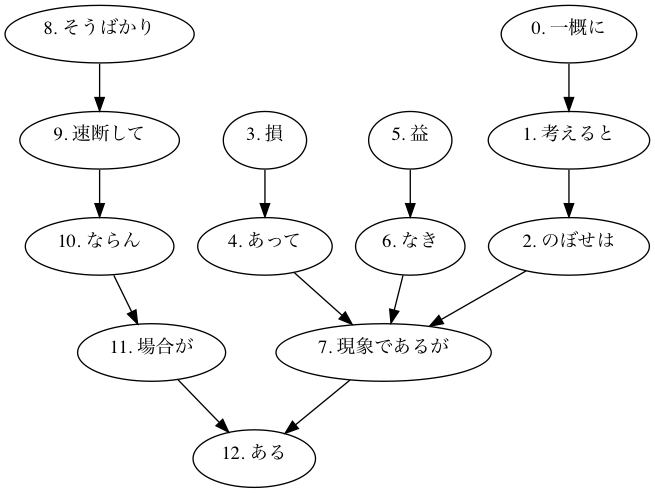 8. そうばかり
0. 一概に
9. 速断して
3. 損
5. 益
1. 考えると
10. ならん
4. あって
6. なき
2. のぼせは
11. 場合が
7. 現象であるが
12. ある